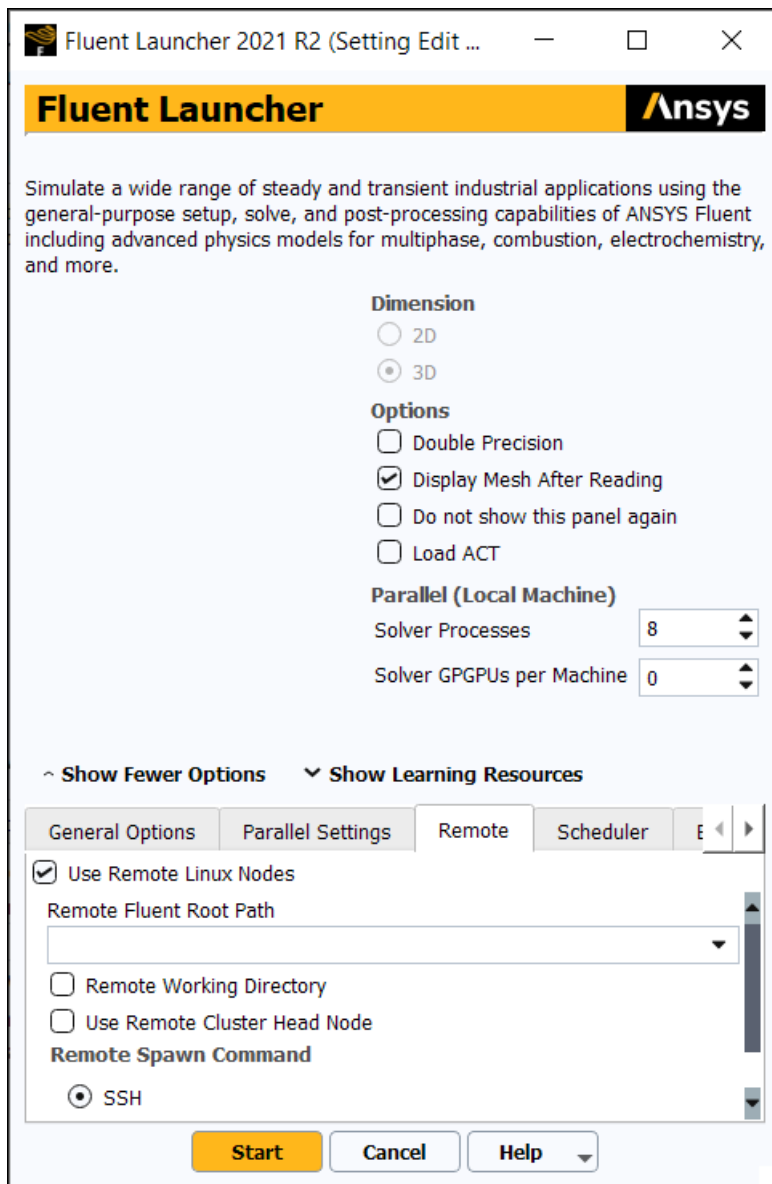 Fluent Launcher 2021 R2 (Setting Edit ...
Fluent Launcher
Ansys
Simulate a wide range of steady and transient industrial applications using the
general-purpose setup, solve, and post-processing capabilities of ANSYS Fluent
including advanced physics models for multiphase, combustion, electrochemistry,
and more.
Dimension
2D
3D
Options
Double Precision
Display Mesh After Reading
Do not show this panel again
Load ACT
Parallel (Local Machine)
Solver Processes 8
Solver GPGPUs per Machine 0
Show Fewer Options Show Learning Resources
General Options Parallel Settings Remote Scheduler
Use Remote Linux Nodes
Remote Fluent Root Path
Remote Working Directory
Use Remote Cluster Head Node
Remote Spawn Command
SSH
Start Cancel Help